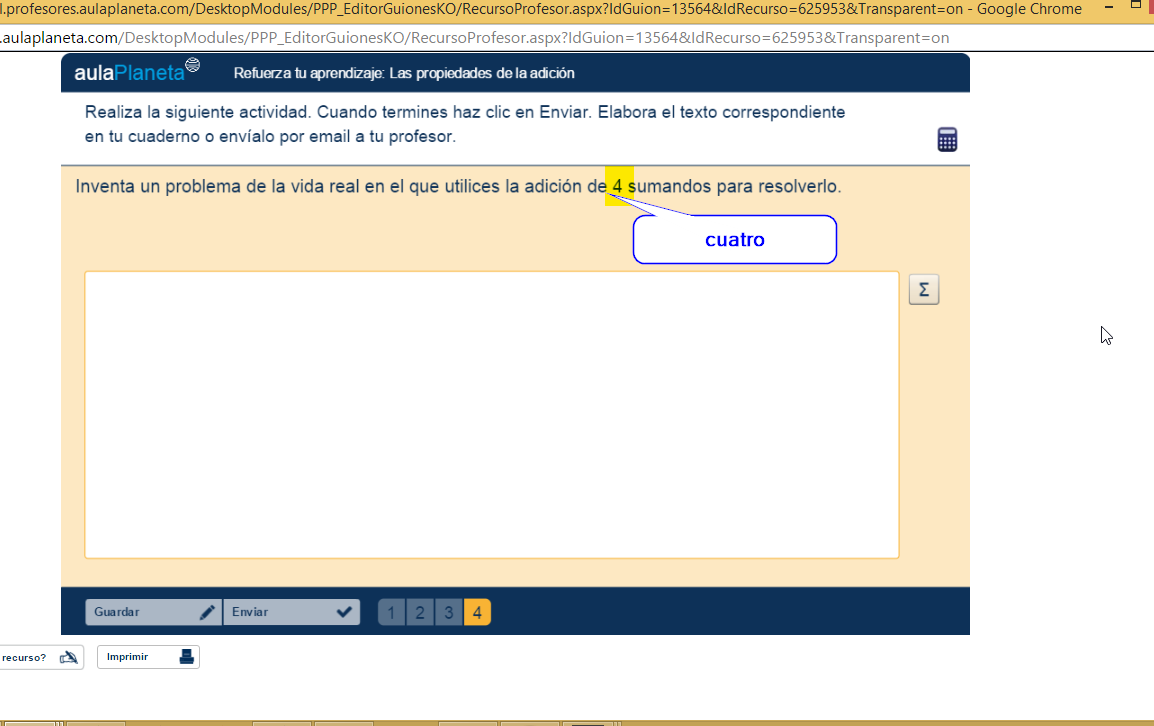 l.profesores.aulaplaneta.com/DesktopModules/PPP_EditorGuionesKO/RecursoProfesor.aspx?IdGuion=13564&IdRecurso=625953&Transparent=on - Google Chrome
.aulaplaneta.com/DesktopModules/PPP_EditorGuionesKO/RecursoProfesor.aspx?IdGuion=13564&IdRecurso=625953&Transparent=on
aulaPlaneta Refuerza tu aprendizaje: Las propiedades de la adición
Realiza la siguiente actividad. Cuando termines haz clic en Enviar. Elabora el texto correspondiente
en tu cuaderno o envíalo por email a tu profesor.
Inventa un problema de la vida real en el que utilices la adición de 4 sumandos para resolverlo.
cuatro
Σ
Guardar Enviar 1 2 3 4
recurso? Imprimir